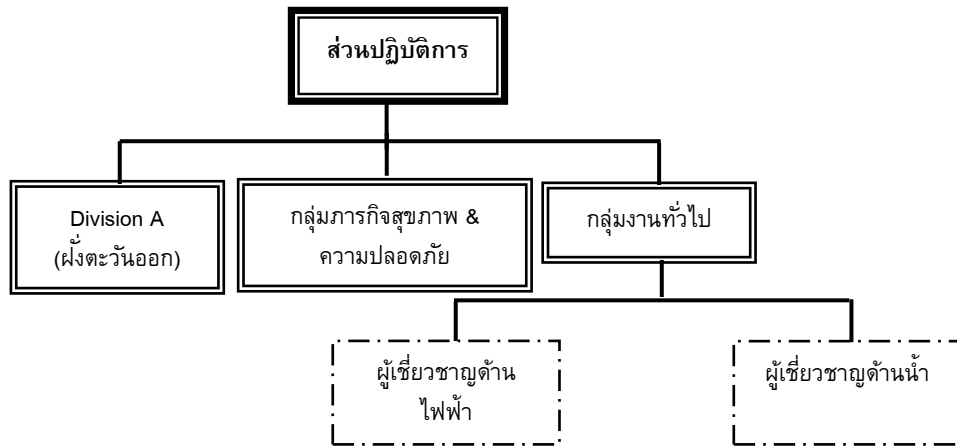 ส่วนปฏิบัติการ
Division A
(ฝั่งตะวันออก)
กลุ่มภารกิจสุขภาพ &
ความปลอดภัย
กลุ่มงานทั่วไป
ผู้เชี่ยวชาญด้าน
ไฟฟ้า
ผู้เชี่ยวชาญด้านน้ำ